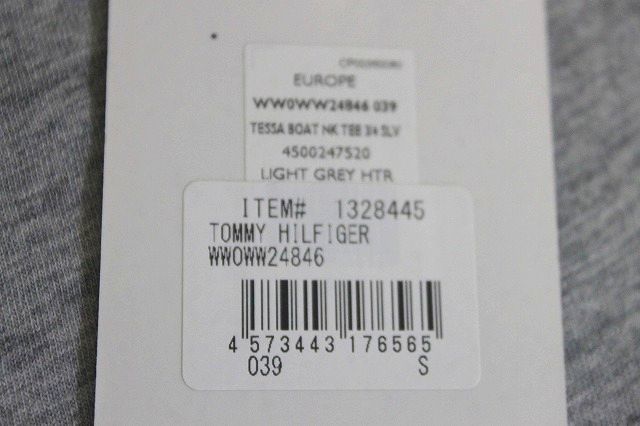 EUROPE
WW0WW24846 039
TESSA BOAT NK TEE 3/4 SLV
4500247520
LIGHT GREY HTR
ITEM# 1328445
TOMMY HILFIGER
WW0WW24846
4 573443 176565
039 S